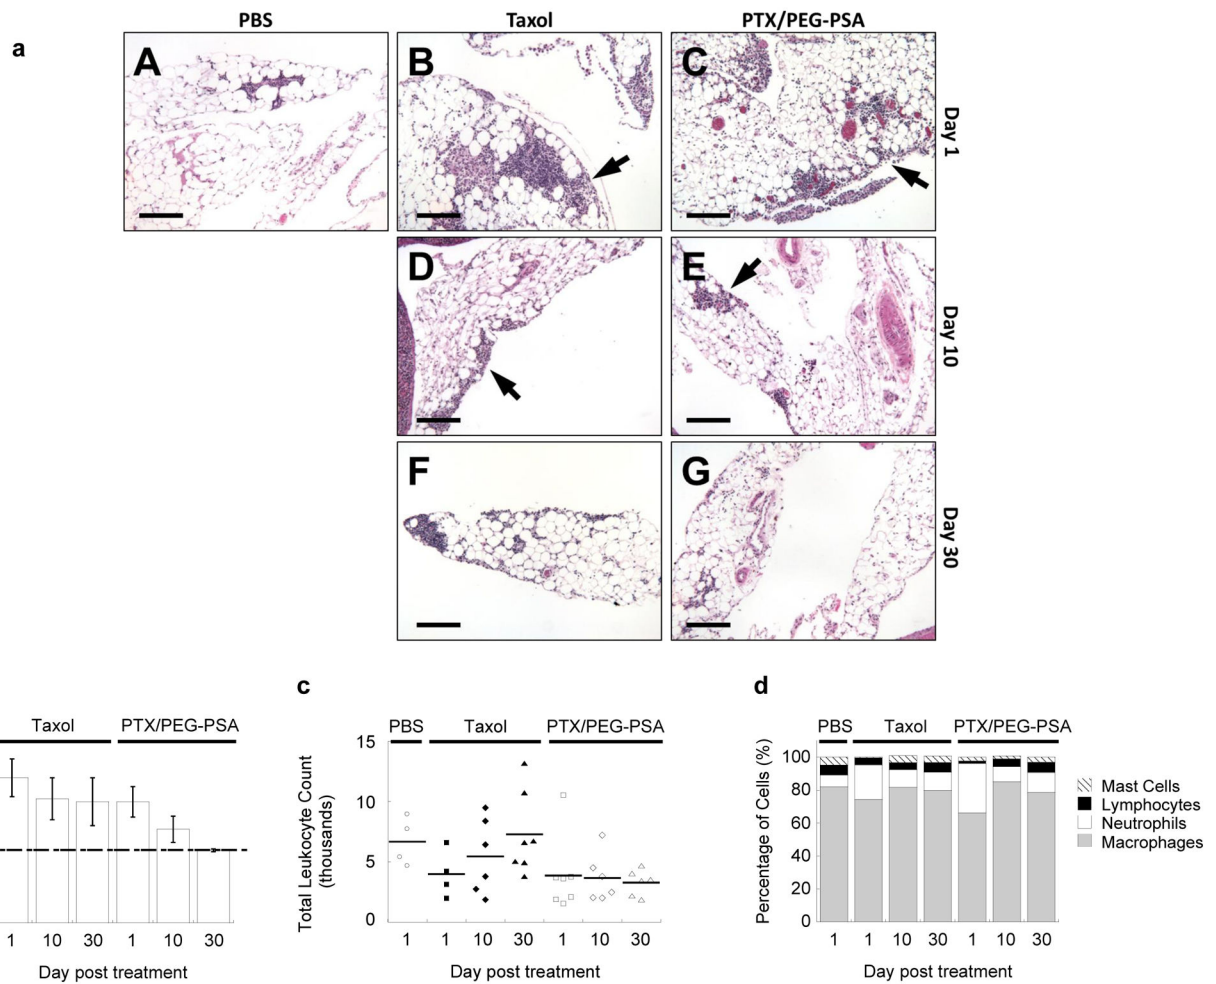 PBS Taxol PTX/PEG-PSA
a
A B C
Day 1
D E
Day 10
F G
Day 30
c
d
Taxol PTX/PEG-PSA
1 10 30 1 10 30
Day post treatment
PBS Taxol PTX/PEG-PSA
Total Leukocyte Count
(thousands)
15
10
5
0
1 1 10 30 1 10 30
Day post treatment
PBS Taxol PTX/PEG-PSA
Percentage of Cells (%)
100
80
60
40
20
0
1 1 10 30 1 10 30
Day post treatment
Mast Cells
Lymphocytes
Neutrophils
Macrophages